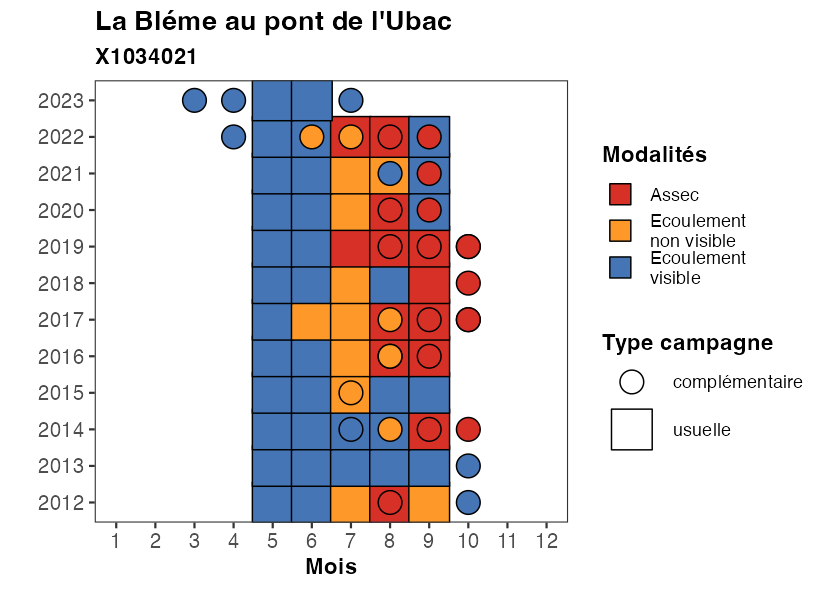 La Bléme au pont de l'Ubac
X1034021
2023
2022
2021
2020
2019
2018
2017
2016
2015
2014
2013
2012
1 2 3 4 5 6 7 8 9 10 11 12
Mois
Modalités
Assec
Ecoulement
non visible
Ecoulement
visible
Type campagne
complémentaire
usuelle